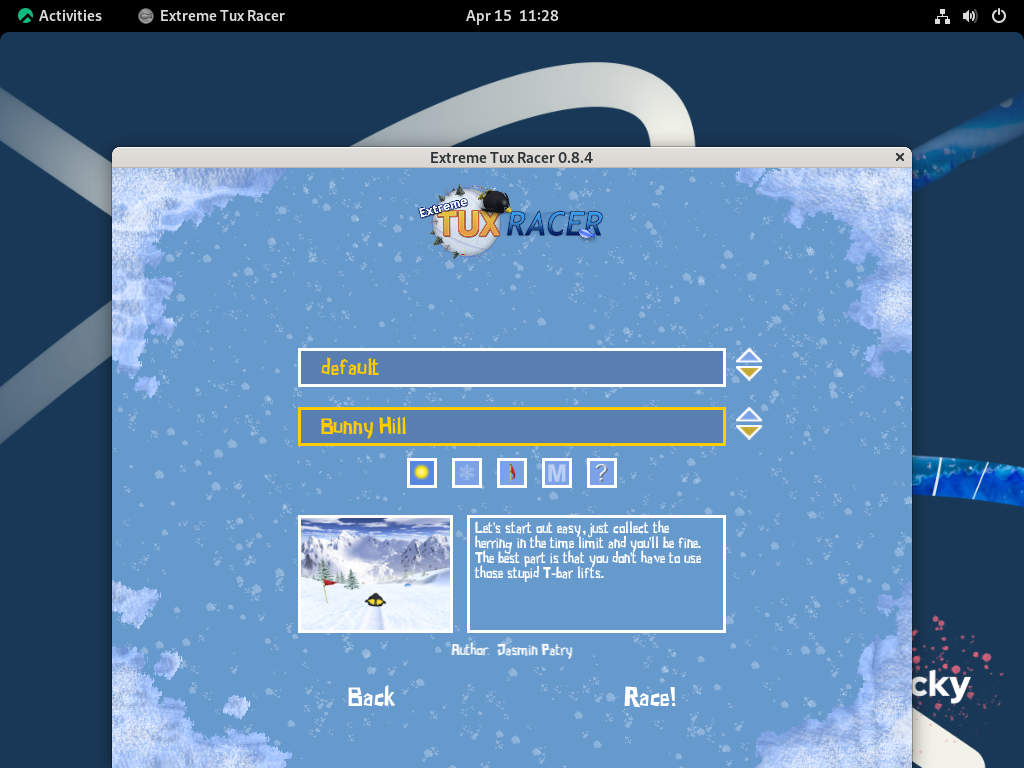 Activities
Extreme Tux Racer
Apr 15 11:28
Extreme Tux Racer 0.8.4
Extreme
TUX RACER
default
Bunny Hill
M
?
Let's start out easy, just collect the
herring in the time limit and you'll be fine.
The best part is that you don't have to use
those stupid T-bar lifts.
Author: Jasmin Patry
Back
Race!
cky